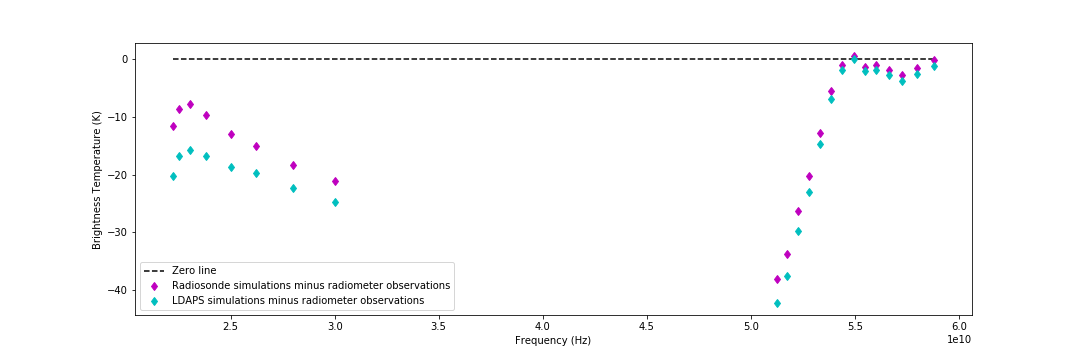 0
−10
−20
−30
−40
Brightness Temperature (K)
Zero line
Radiosonde simulations minus radiometer observations
LDAPS simulations minus radiometer observations
2.5 3.0 3.5 4.0 4.5 5.0 5.5 6.0
1e10
Frequency (Hz)